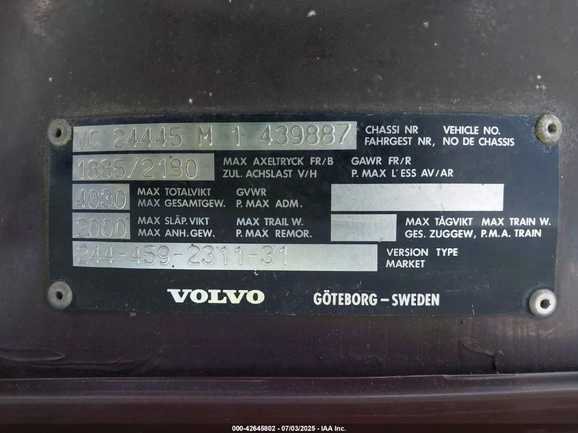 VC 24445 M 1 439887 CHASSI NR VEHICLE NO.
FAHRGEST NR, NO DE CHASSIS
1885/2190 MAX AXELTRYCK FR/B GAWR FR/R
ZUL. ACHSLAST V/H P. MAX L'ESS AV/AR
4080 MAX TOTALVIKT GVWR
MAX GESAMTGEW. P. MAX ADM.
2000 MAX SLÄP.VIKT MAX TRAIL W. MAX TÅGVIKT MAX TRAIN W.
MAX ANH.GEW. P. MAX REMOR. GES. ZUGGEW, P.M.A. TRAIN
244-459-2311-31 VERSION TYPE
MARKET
VOLVO GÖTEBORG – SWEDEN
000-42645802 - 07/03/2025 - IAA Inc.